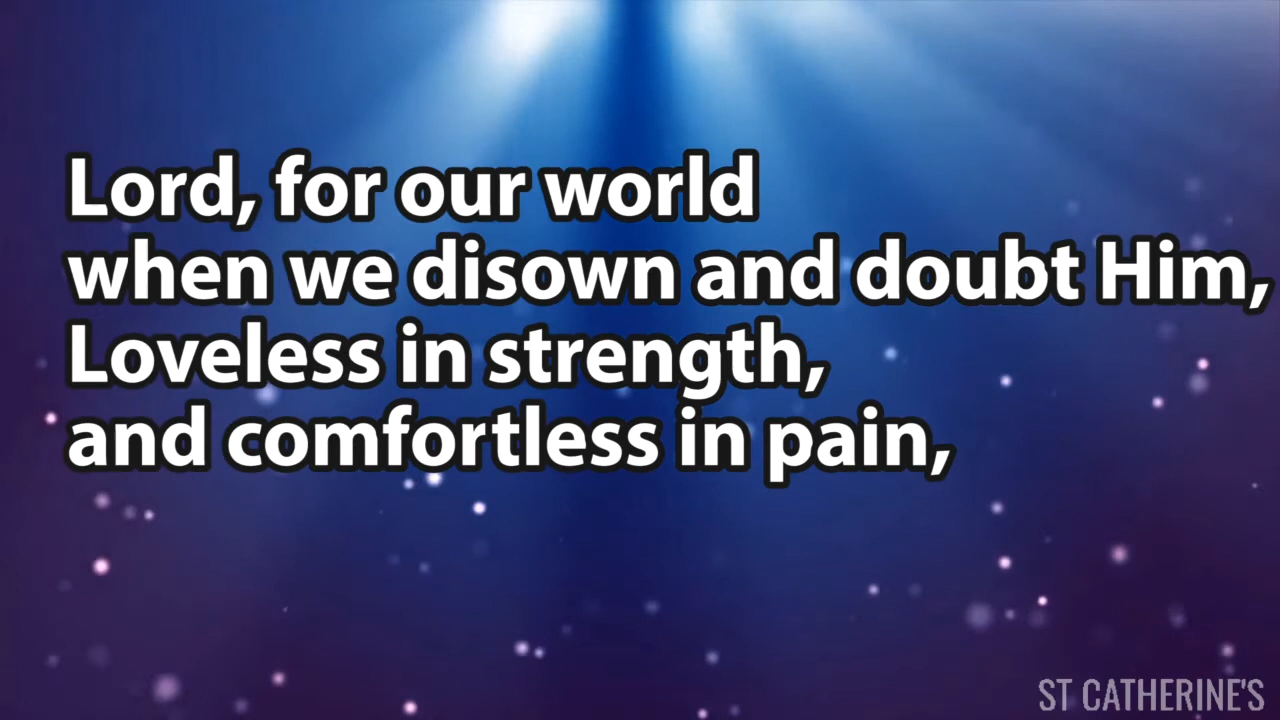 Lord, for our world
when we disown and doubt Him,
Loveless in strength,
and comfortless in pain,
ST CATHERINE'S